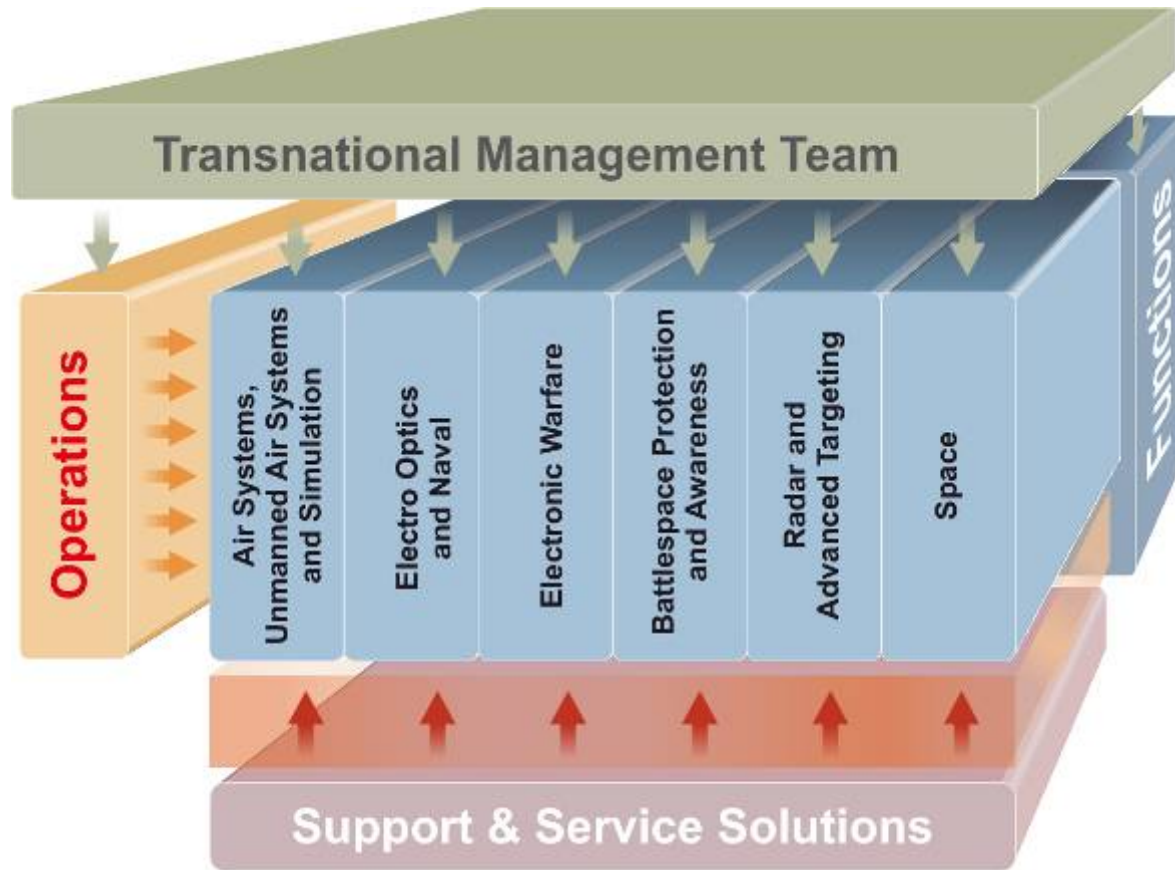 Transnational Management Team
Operations
Air Systems,
Unmanned Air Systems
and Simulation
Electro Optics
and Naval
Electronic Warfare
Battlespace Protection
and Awareness
Radar and
Advanced Targeting
Space
Functions
Support & Service Solutions